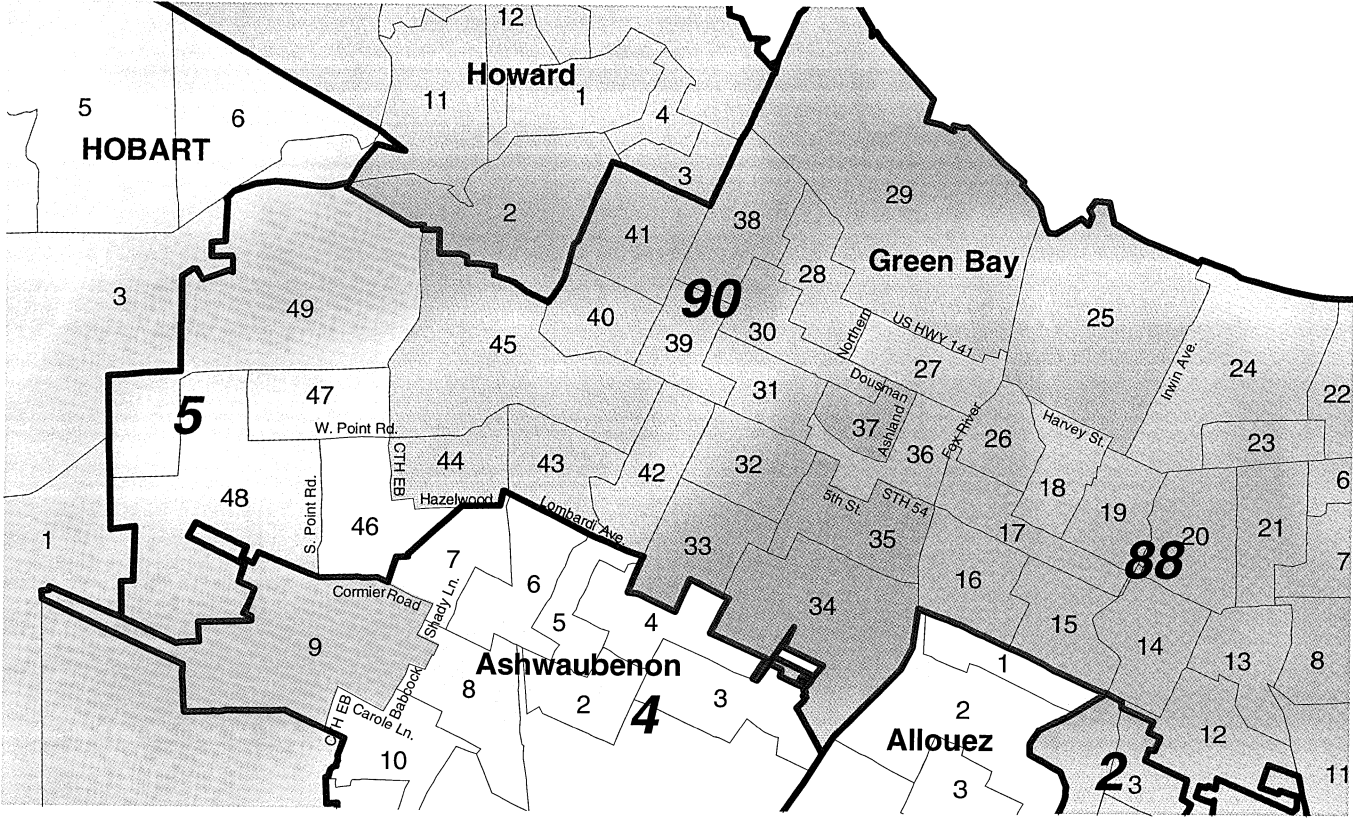 12
Howard
11
1
4
5
6
HOBART
3
2
41
38
29
28
Green Bay
3
49
90
40
30
Northern
US HWY 141
25
45
39
27
Irwin Ave.
24
47
31
Dousman
22
5
W. Point Rd.
37
Ashland
36
Fox River
26
Harvey St.
23
CTH EB
44
43
42
32
18
6
48
S. Point Rd.
Hazelwood
Lombardi Ave.
5th St.
STH 54
19
46
35
17
20
21
1
7
33
88
7
6
16
Cormier Road
Shady Ln.
5
4
34
15
14
9
Ashwaubenon
1
13
8
8
Babcock
2
3
2
CTH EB
Carole Ln.
4
Allouez
12
10
3
2
3
11